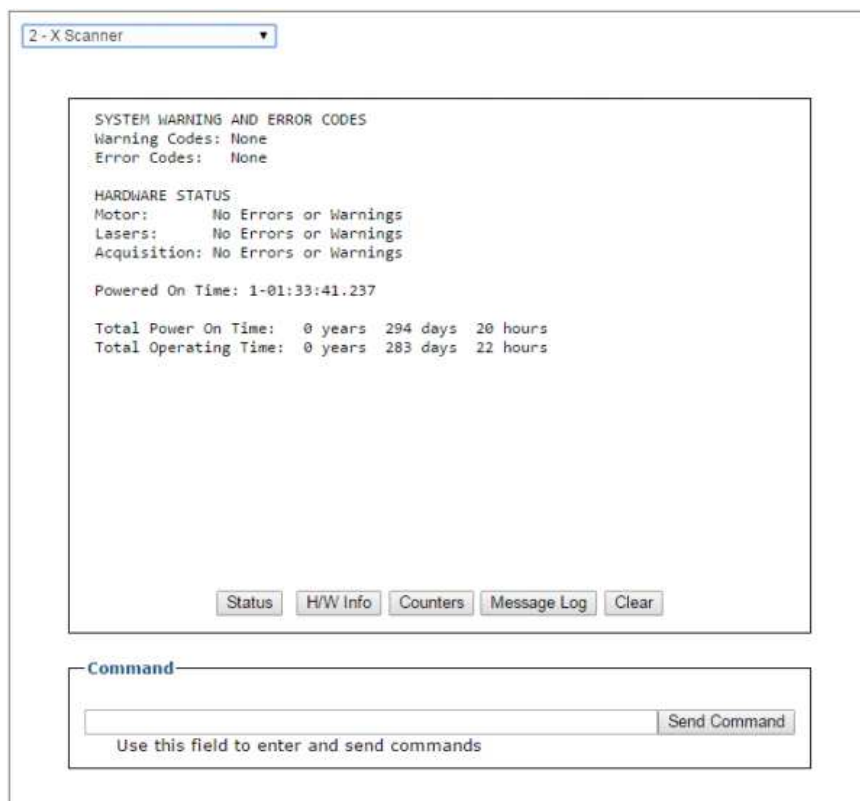 2 - X Scanner
SYSTEM WARNING AND ERROR CODES
Warning Codes: None
Error Codes:   None
HARDWARE STATUS
Motor:       No Errors or Warnings
Lasers:      No Errors or Warnings
Acquisition: No Errors or Warnings
Powered On Time: 1-01:33:41.237
Total Power On Time:   0 years  294 days  20 hours
Total Operating Time:  0 years  283 days  22 hours
Status H/W Info Counters Message Log Clear
Command
Send Command
Use this field to enter and send commands